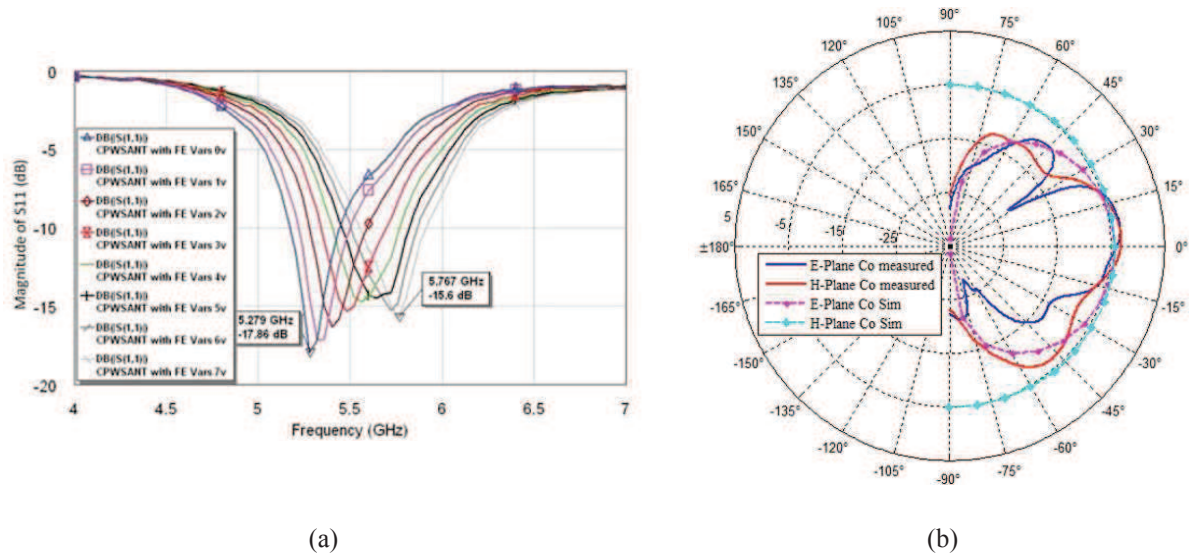 0
-5
-10
-15
-20
Magnitude of S11 (dB)
DB(|S(1,1)|)
CPWSANT with FE Vars 0v
DB(|S(1,1)|)
CPWSANT with FE Vars 1v
DB(|S(1,1)|)
CPWSANT with FE Vars 2v
DB(|S(1,1)|)
CPWSANT with FE Vars 3v
DB(|S(1,1)|)
CPWSANT with FE Vars 4v
DB(|S(1,1)|)
CPWSANT with FE Vars 5v
DB(|S(1,1)|)
CPWSANT with FE Vars 6v
DB(|S(1,1)|)
CPWSANT with FE Vars 7v
5.279 GHz
-17.86 dB
5.767 GHz
-15.6 dB
4
4.5
5
5.5
6
6.5
7
Frequency (GHz)
(a)
90°
105°
75°
120°
60°
135°
45°
150°
30°
165°
15°
5
-5
-15
-25
±180°
0°
E-Plane Co measured
H-Plane Co measured
E-Plane Co Sim
H-Plane Co Sim
-165°
-15°
-150°
-30°
-135°
-45°
-120°
-60°
-105°
-75°
-90°
(b)